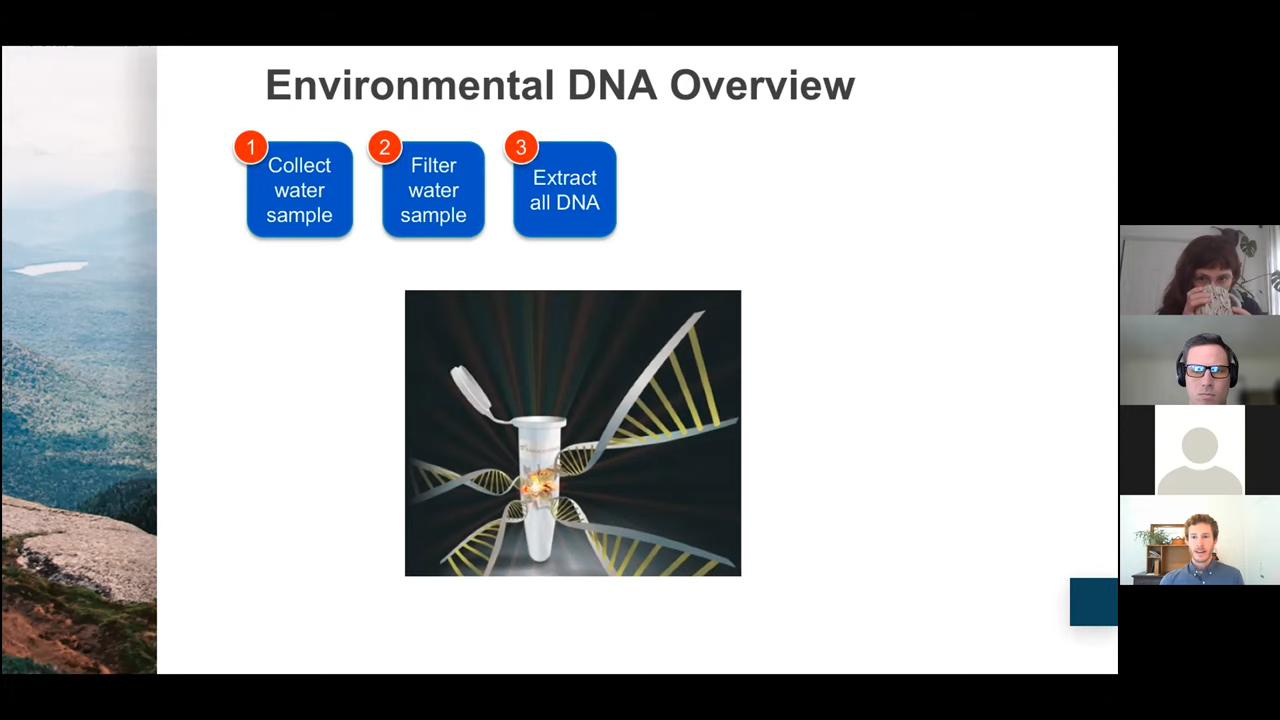 Environmental DNA Overview
1
Collect
water
sample
2
Filter
water
sample
3
Extract
all DNA